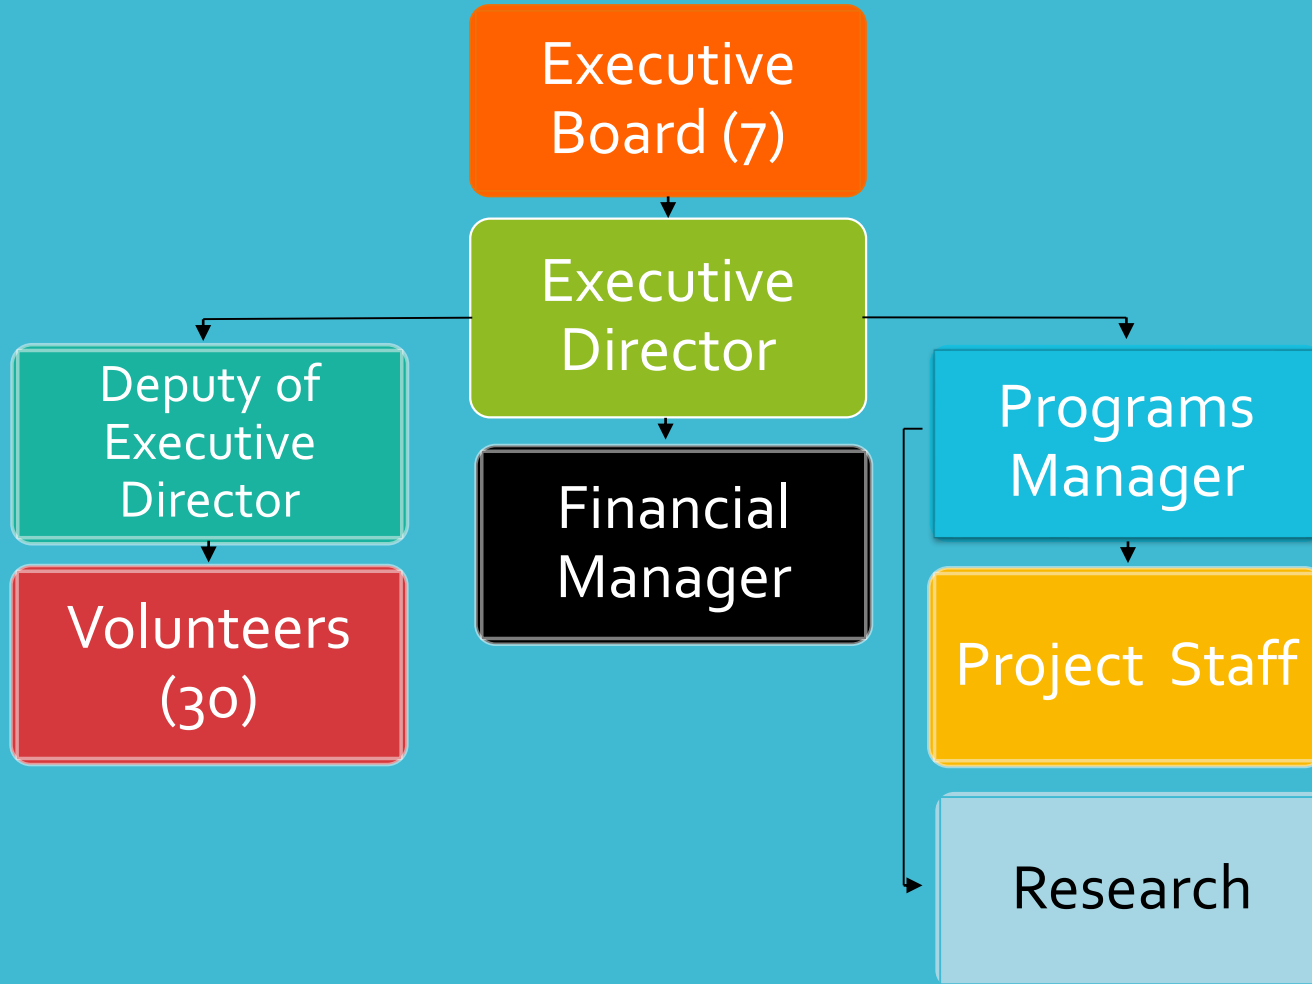 Executive
Board (7)
Executive
Director
Deputy of
Executive
Director
Financial
Manager
Programs
Manager
Volunteers
(30)
Project Staff
Research